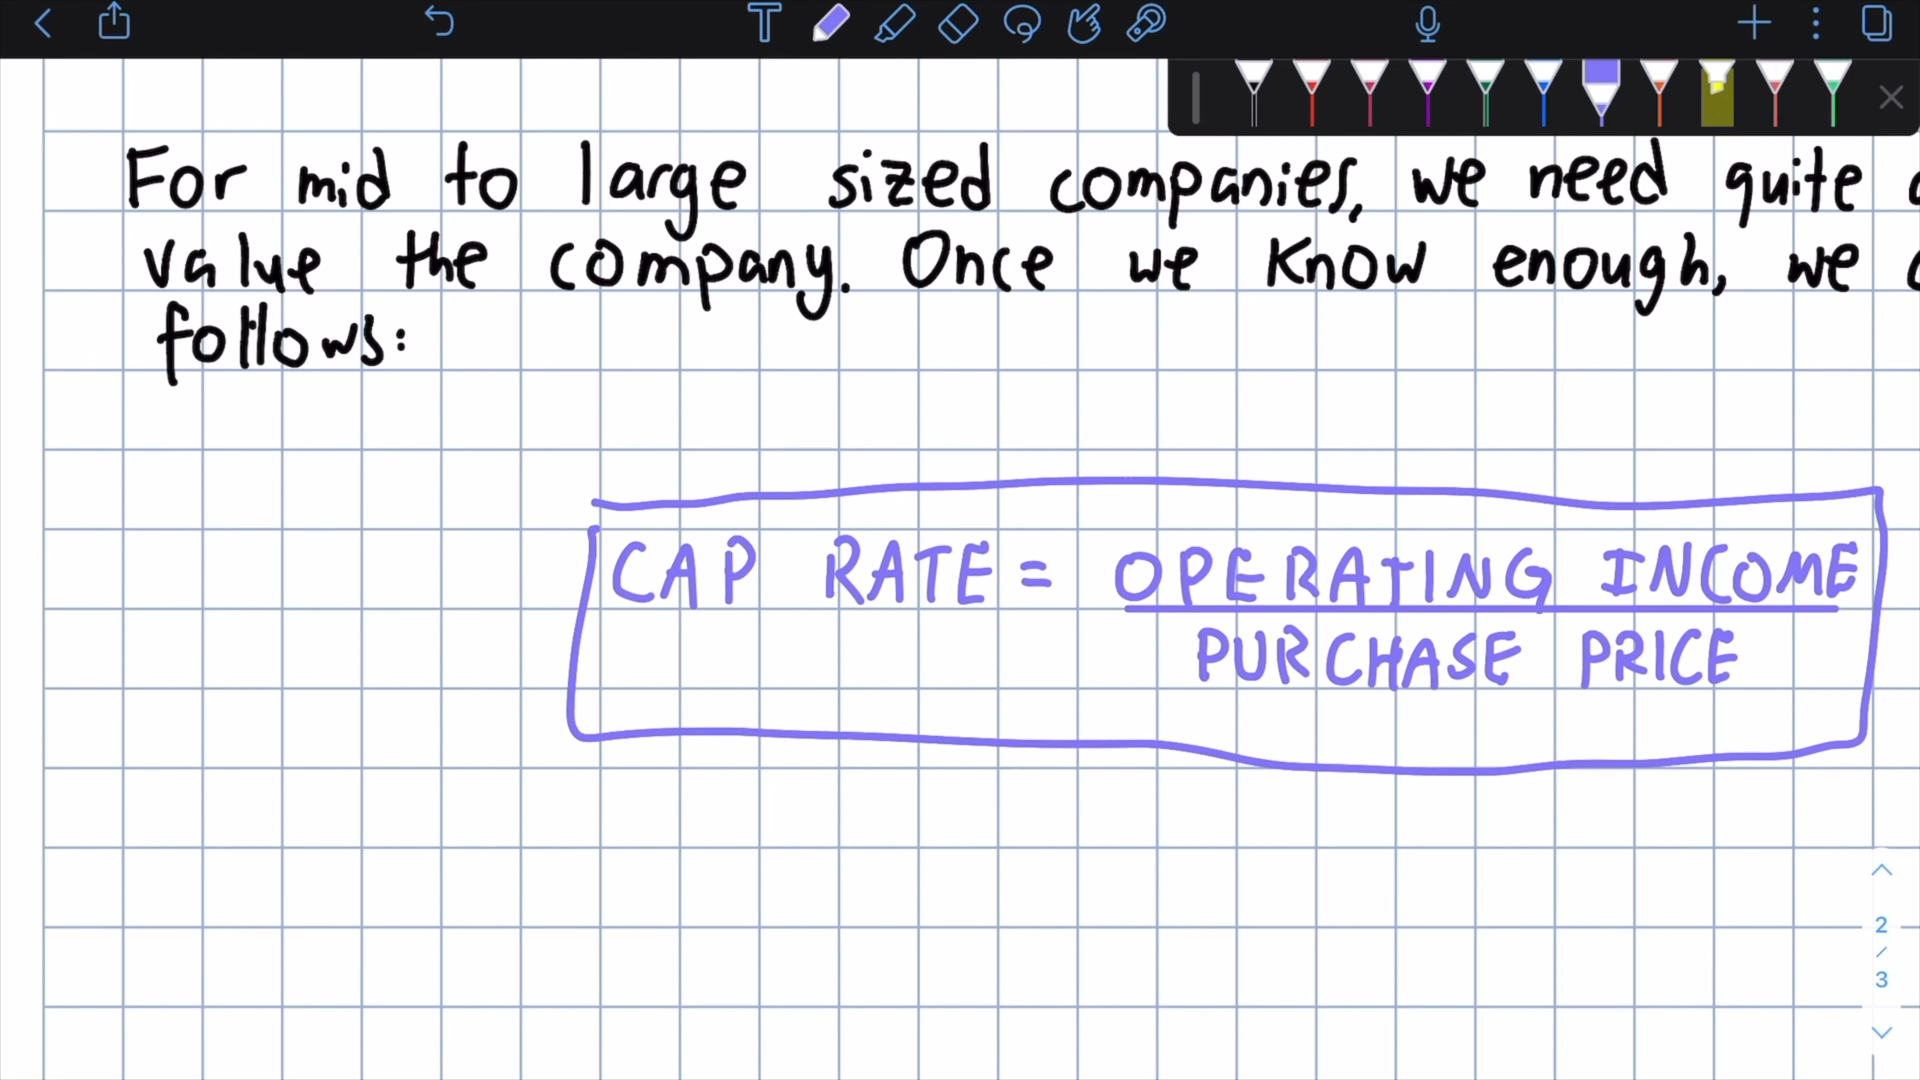 For mid to large sized companies, we need quite
value the company. Once we know enough, we
follows:
CAP RATE = OPERATING INCOME
PURCHASE PRICE
2
/
3